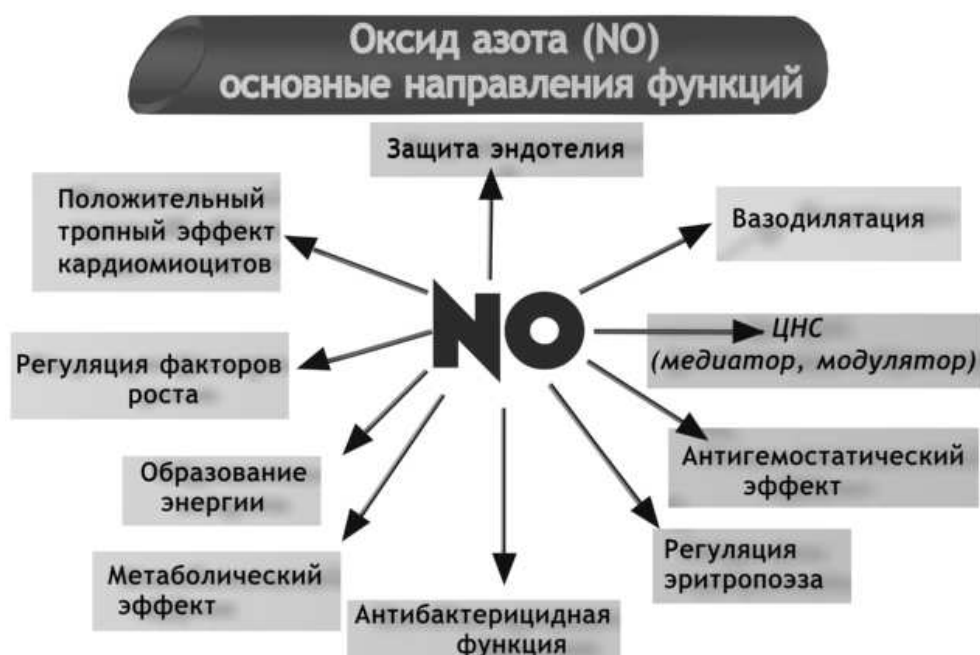 Оксид азота (NO)
основные направления функций
Защита эндотелия
Положительный
тропный эффект
кардиомиоцитов
Вазодилятация
NO
ЦНС
(медиатор, модулятор)
Регуляция факторов
роста
Антигемостатический
эффект
Образование
энергии
Регуляция
эритропоэза
Метаболический
эффект
Антибактерицидная
функция